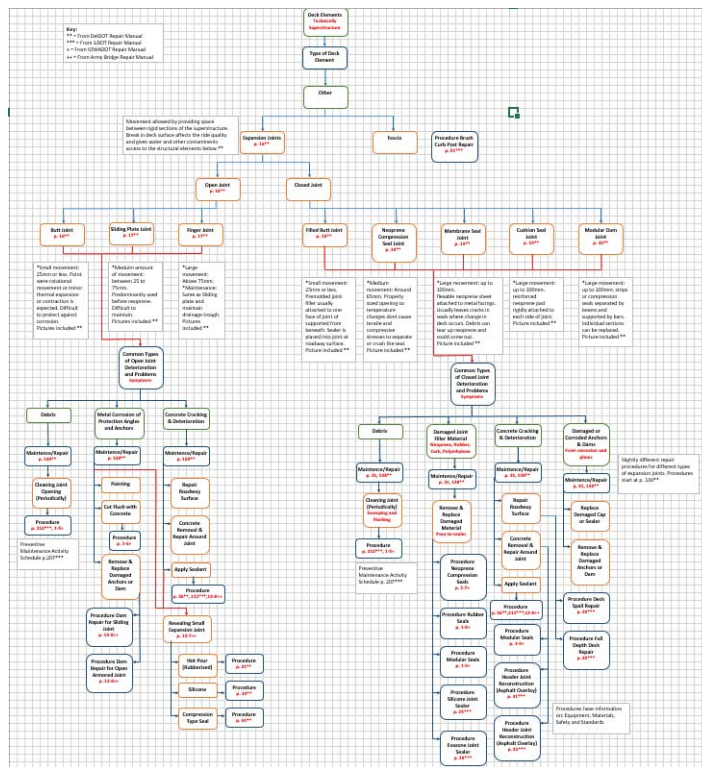 Deck Elements
Technically
Superstructure
Key:
** = From DelDOT Repair Manual
*** = From GDOT Repair Manual
+ = From IOWADOT Repair Manual
++ = From Army Bridge Repair Manual
Type of Deck
Element
Other
Movement allowed by providing space
between rigid sections of the superstructure.
Break in deck surface affects the ride quality
and gives water and other contaminents
access to the structural elements below.**
Expansion Joints
Fascia
Procedure Brush
Curb Post Repair
Open Joint
Closed Joint
Butt Joint
Sliding Plate Joint
p. 17**
Finger Joint
p. 17**
Filled Butt Joint
Neoprene
Compression
Seal Joint
Membrane Seal
Joint
Cushion Seal
Joint
Modular Dam
Joint
*Small movement:
25mm or less. Point
were rotational
movement or minor
thermal expansion
or contraction is
expected. Difficult
to protect against
corrosion.
Pictures included **
of movement:
between 25 to
75mm.
Predominantly used
before neoprene.
Difficult to
maintain.
Pictures included **
*Large
movement:
Above 75mm.
*Maintenance:
Same as Sliding
plate and
maintain
drainage trough.
Pictures
included **
*Small movement:
25mm or less.
Premolded joint
filler usually
attached to one
face of joint of
supported from
beneath. Sealer is
placed into joint at
roadway surface.
Picture included **
*Medium
movement: Around
65mm. Properly
sized opening so
temperature
changes dont cause
tensile and
compressive
stresses to separate
or crush the seal.
Picture included **
*Large movement: up to
100mm.
flexable neoprene sheet
attached to metal facings.
Usually leaves cracks in
seals where change in
deck occurs. Debris can
tear up neoprene and
could come out.
Picture included **
*Large movement:
up to 100mm.
reinforced
neoprene pad
rigidly attached to
each side of joint.
Picture included **
*Large movement:
up to 100mm. strips
or compression
seals separated by
beams and
supported by bars.
Individual sections
can be replaced.
Picture included **
Common Types
of Open Joint
Deterioration
and Problems
Symptoms
Common Types
of Closed Joint
Deterioration
and Problems
Symptoms
Debris
Metal Corrosion of
Protection Angles
and Anchors
Concrete Cracking
& Deterioration
Maintence/Repair
Maintence/Repair
Maintence/Repair
Cleaning Joint
Opening
(Periodically)
Procedure
Preventive
Maintenance Activity
Schedule p.207***
Painting
Cut Flush with
Concrete
Procedure
Remove &
Replace
Damaged
Anchors or
Dam
Procedure Dam
Repair for Sliding
Joint
Procedure Dam
Repair for Open
Armored Joint
Repair
Roadway
Surface
Concrete
Removal &
Repair Around
Joint
Apply Sealant
Procedure
Revealing Small
Expansion Joint
Hot Pour
(Rubberized)
Procedure
Silicone
Procedure
Compression
Type Seal
Procedure
Debris
Damaged Joint
Filler Material
Neoprene, Rubber,
Cork, Polyethylene
Concrete Cracking
& Deterioration
Damaged or
Corroded Anchors
& Dams
Slightly different repair
procedures for different types
of expansion joints. Procedures
start at p. 139**
Maintence/Repair
Maintence/Repair
Maintence/Repair
Maintence/Repair
Cleaning Joint
(Periodically)
Sweeping and
Flushing
Procedure
Preventive
Maintenance Activity
Schedule p. 207***
Remove &
Replace
Damaged
Material
Procedure
Neoprene
Compression
Seals
Procedure Rubber
Seals
Procedure
Modular Seals
Procedure
Silicone Joint
Sealer
Procedure
Evazone Joint
Sealer
Repair
Roadway
Surface
Concrete
Removal &
Repair Around
Joint
Apply Sealant
Procedure
Procedure
Modular Seals
Procedure
Header Joint
Reconstruction
(Asphalt Overlay)
Procedure
Header Joint
Reconstruction
(Asphalt Overlay)
Replace
Damaged Cap
or Sealer
Remove &
Replace
Damaged
Anchors or
Dam
Procedure Deck
Spall Repair
Procedure Full
Depth Deck
Repair
Procedures have information
on: Equipment, Materials,
Safety and Standards